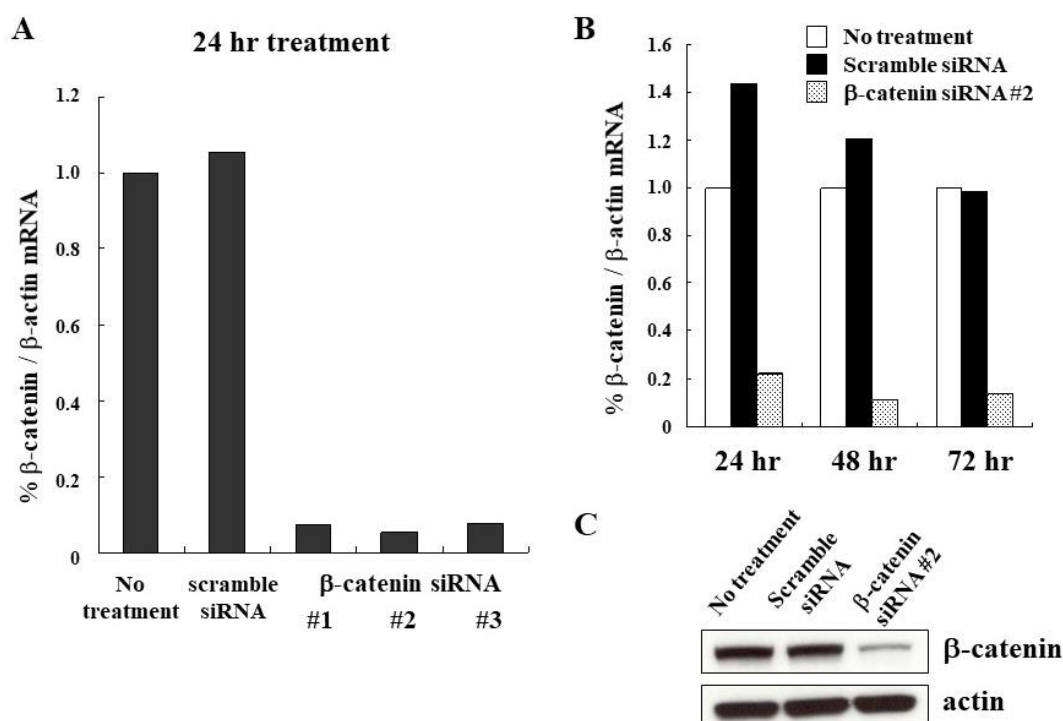 A
24 hr treatment
% β-catenin / β-actin mRNA
1.2
1.0
0.8
0.6
0.4
0.2
0
No treatment
scramble siRNA
β-catenin siRNA
#1 #2 #3
B
% β-catenin / β-actin mRNA
1.6
1.4
1.2
1.0
0.8
0.6
0.4
0.2
0
No treatment
Scramble siRNA
β-catenin siRNA #2
24 hr 48 hr 72 hr
C
No treatment
Scramble
siRNA
β-catenin
siRNA #2
β-catenin
actin